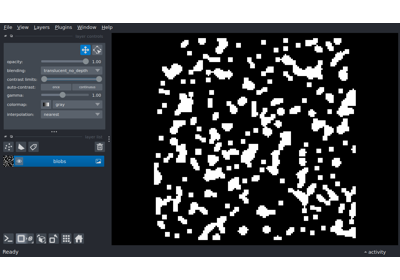 File View Layers Plugins Window Help
opacity: 1.00
blending: translucent_no_depth
contrast limits:
auto-contrast: once continuous
gamma: 1.00
colormap: gray
interpolation: nearest
blobs
Ready
activity